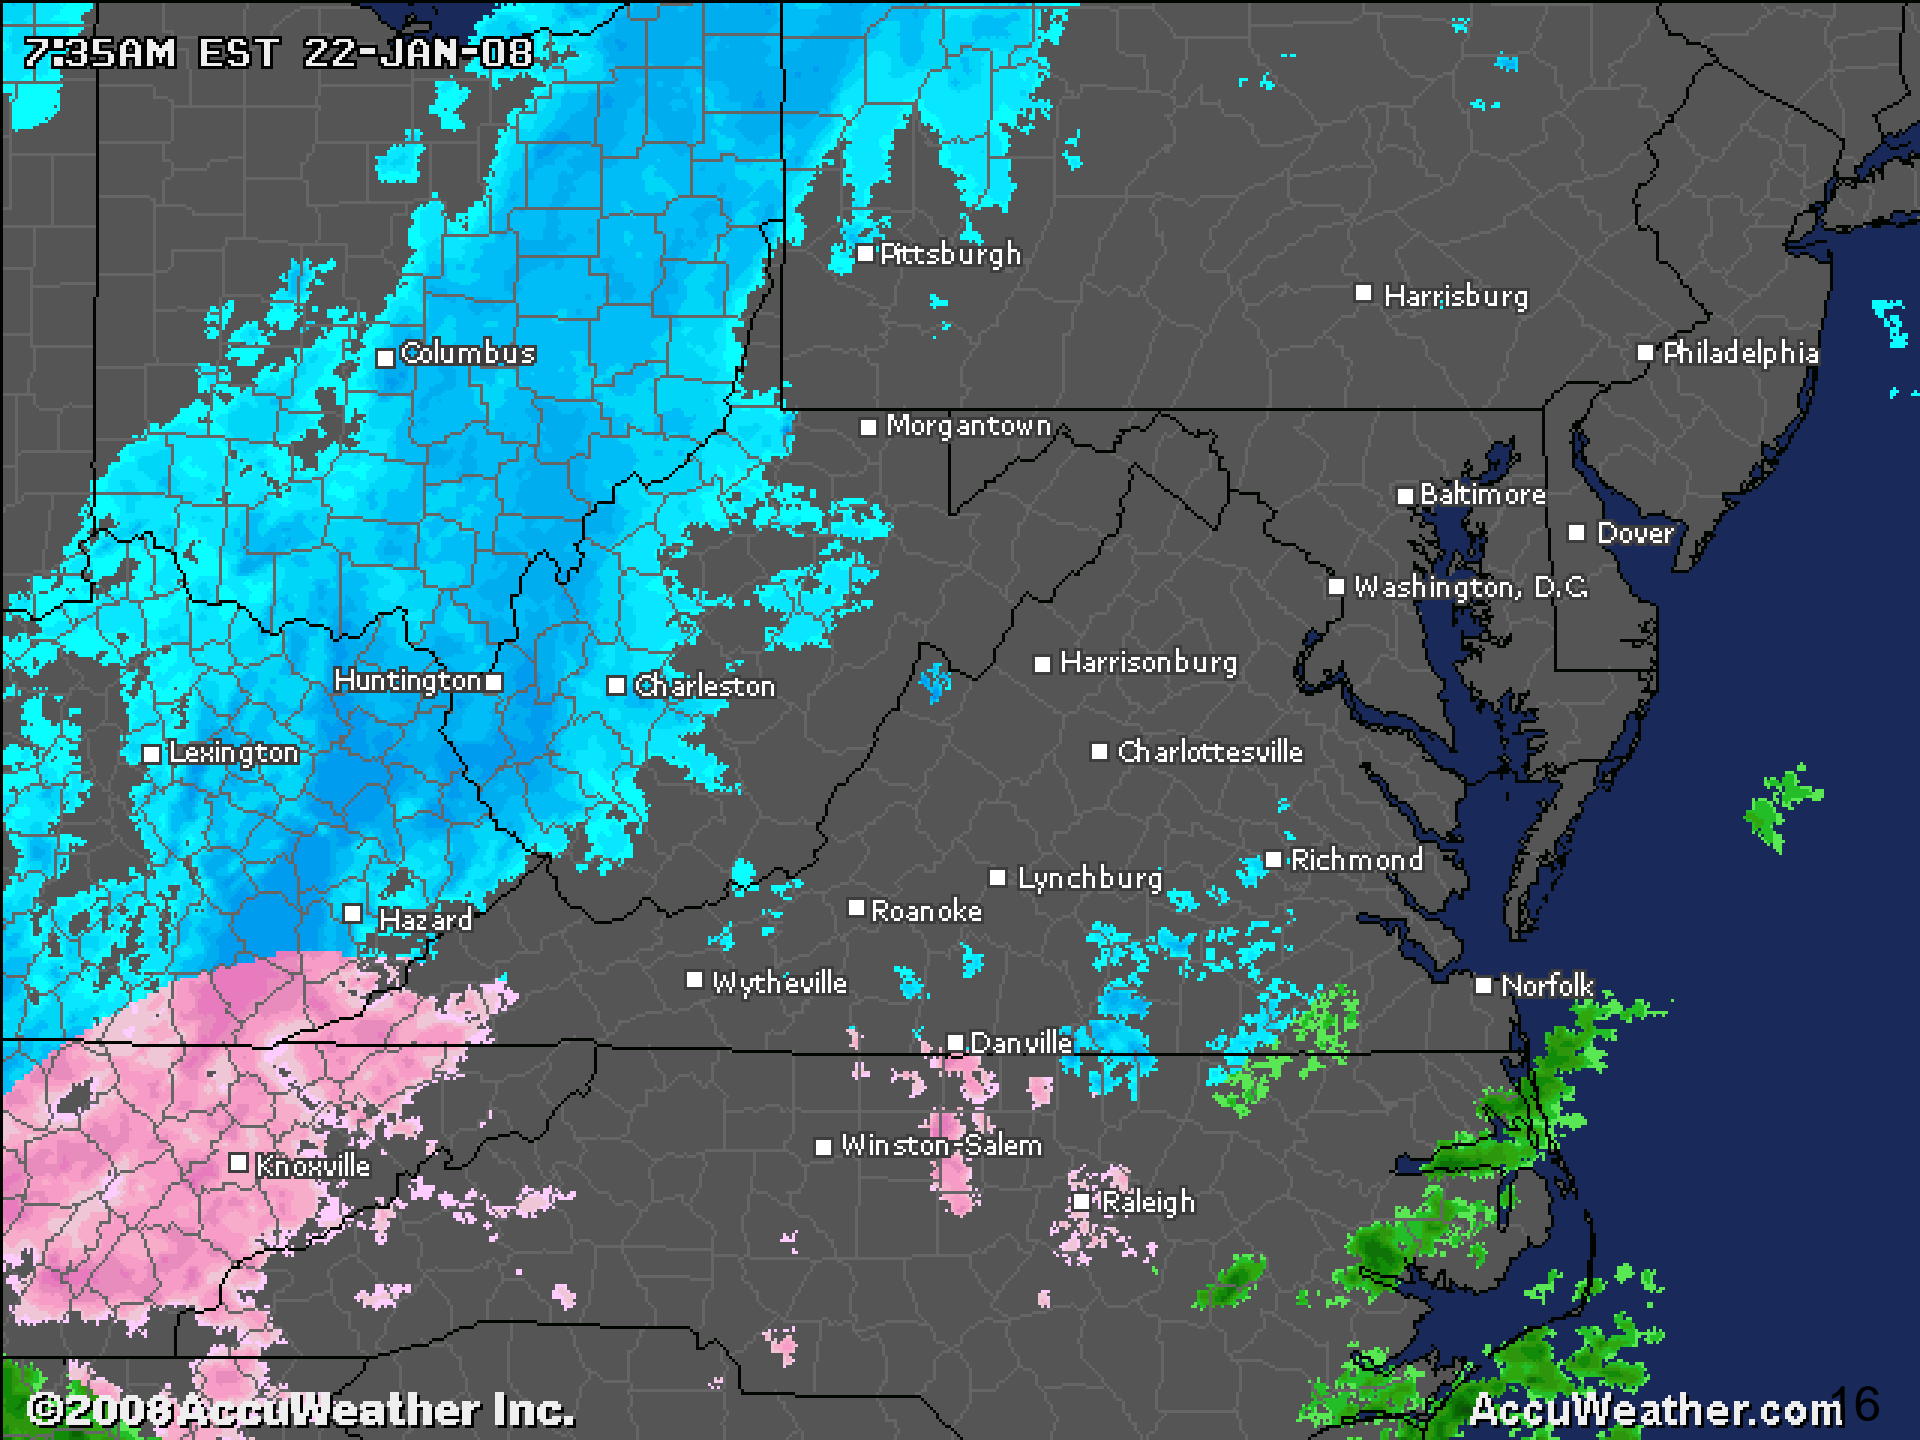 7:35AM EST 22-JAN-08
Pittsburgh
Harrisburg
Columbus
Philadelphia
Morgantown
Baltimore
Dover
Washington, D.C.
Harrisonburg
Huntington
Charleston
Lexington
Charlottesville
Richmond
Lynchburg
Roanoke
Hazard
Wytheville
Norfolk
Danville
Winston-Salem
Knoxville
Raleigh
©2008 AccuWeather Inc.
AccuWeather.com
16